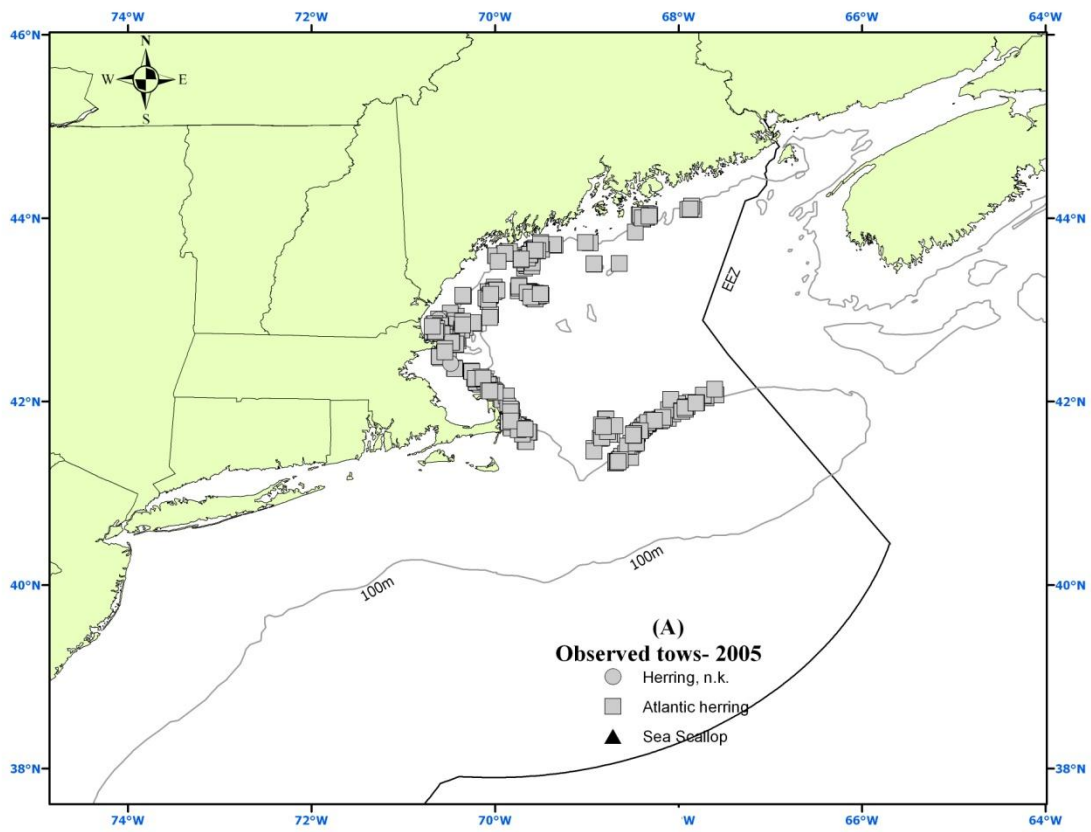 74°W 72°W 70°W 68°W 66°W 64°W
46°N 46°N
N
W E
S
44°N 44°N
EEZ
42°N 42°N
100m
100m
40°N 40°N
(A)
Observed tows- 2005
Herring, n.k.
Atlantic herring
Sea Scallop
38°N 38°N
74°W 72°W 70°W 68°W 66°W 64°W